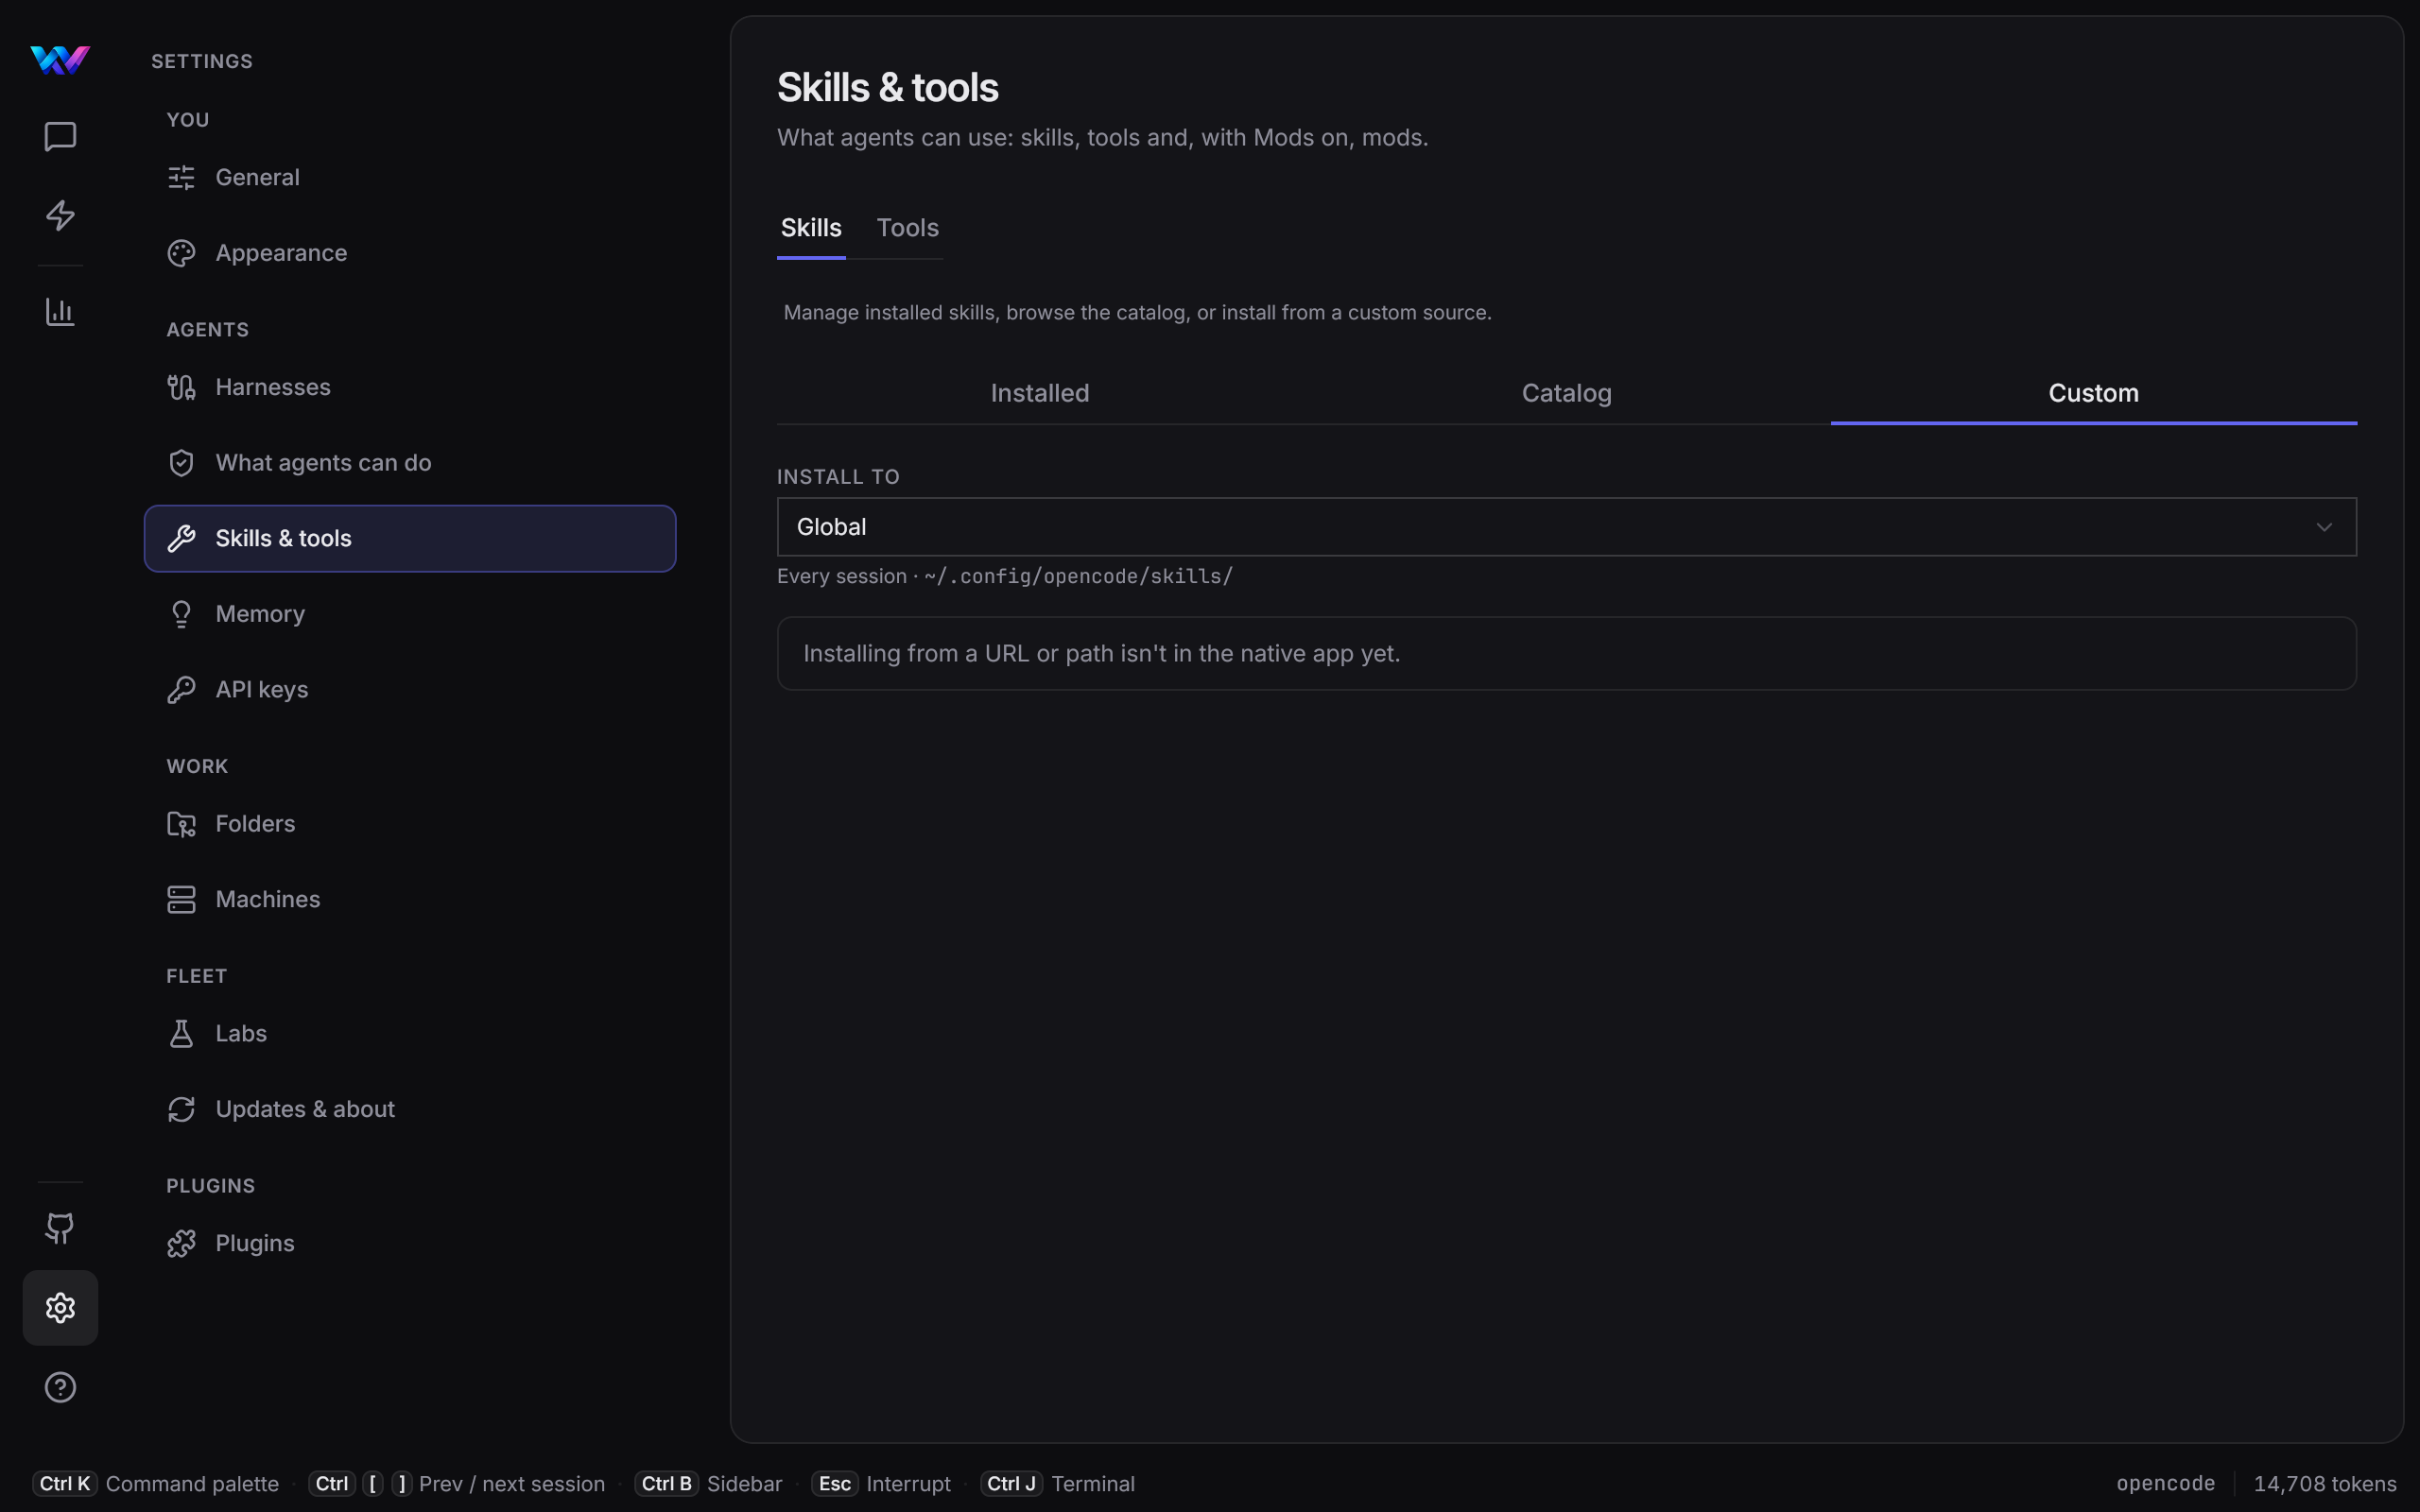 SETTINGS
YOU
General
Appearance
AGENTS
Harnesses
What agents can do
Skills & tools
Memory
API keys
WORK
Folders
Machines
FLEET
Labs
Updates & about
PLUGINS
Plugins
Skills & tools
What agents can use: skills, tools and, with Mods on, mods.
Skills Tools
Manage installed skills, browse the catalog, or install from a custom source.
Installed Catalog Custom
INSTALL TO
Global
Every session · ~/.config/opencode/skills/
Installing from a URL or path isn't in the native app yet.
Ctrl K Command palette · Ctrl [ ] Prev / next session · Ctrl B Sidebar · Esc Interrupt · Ctrl J Terminal
opencode 14,708 tokens